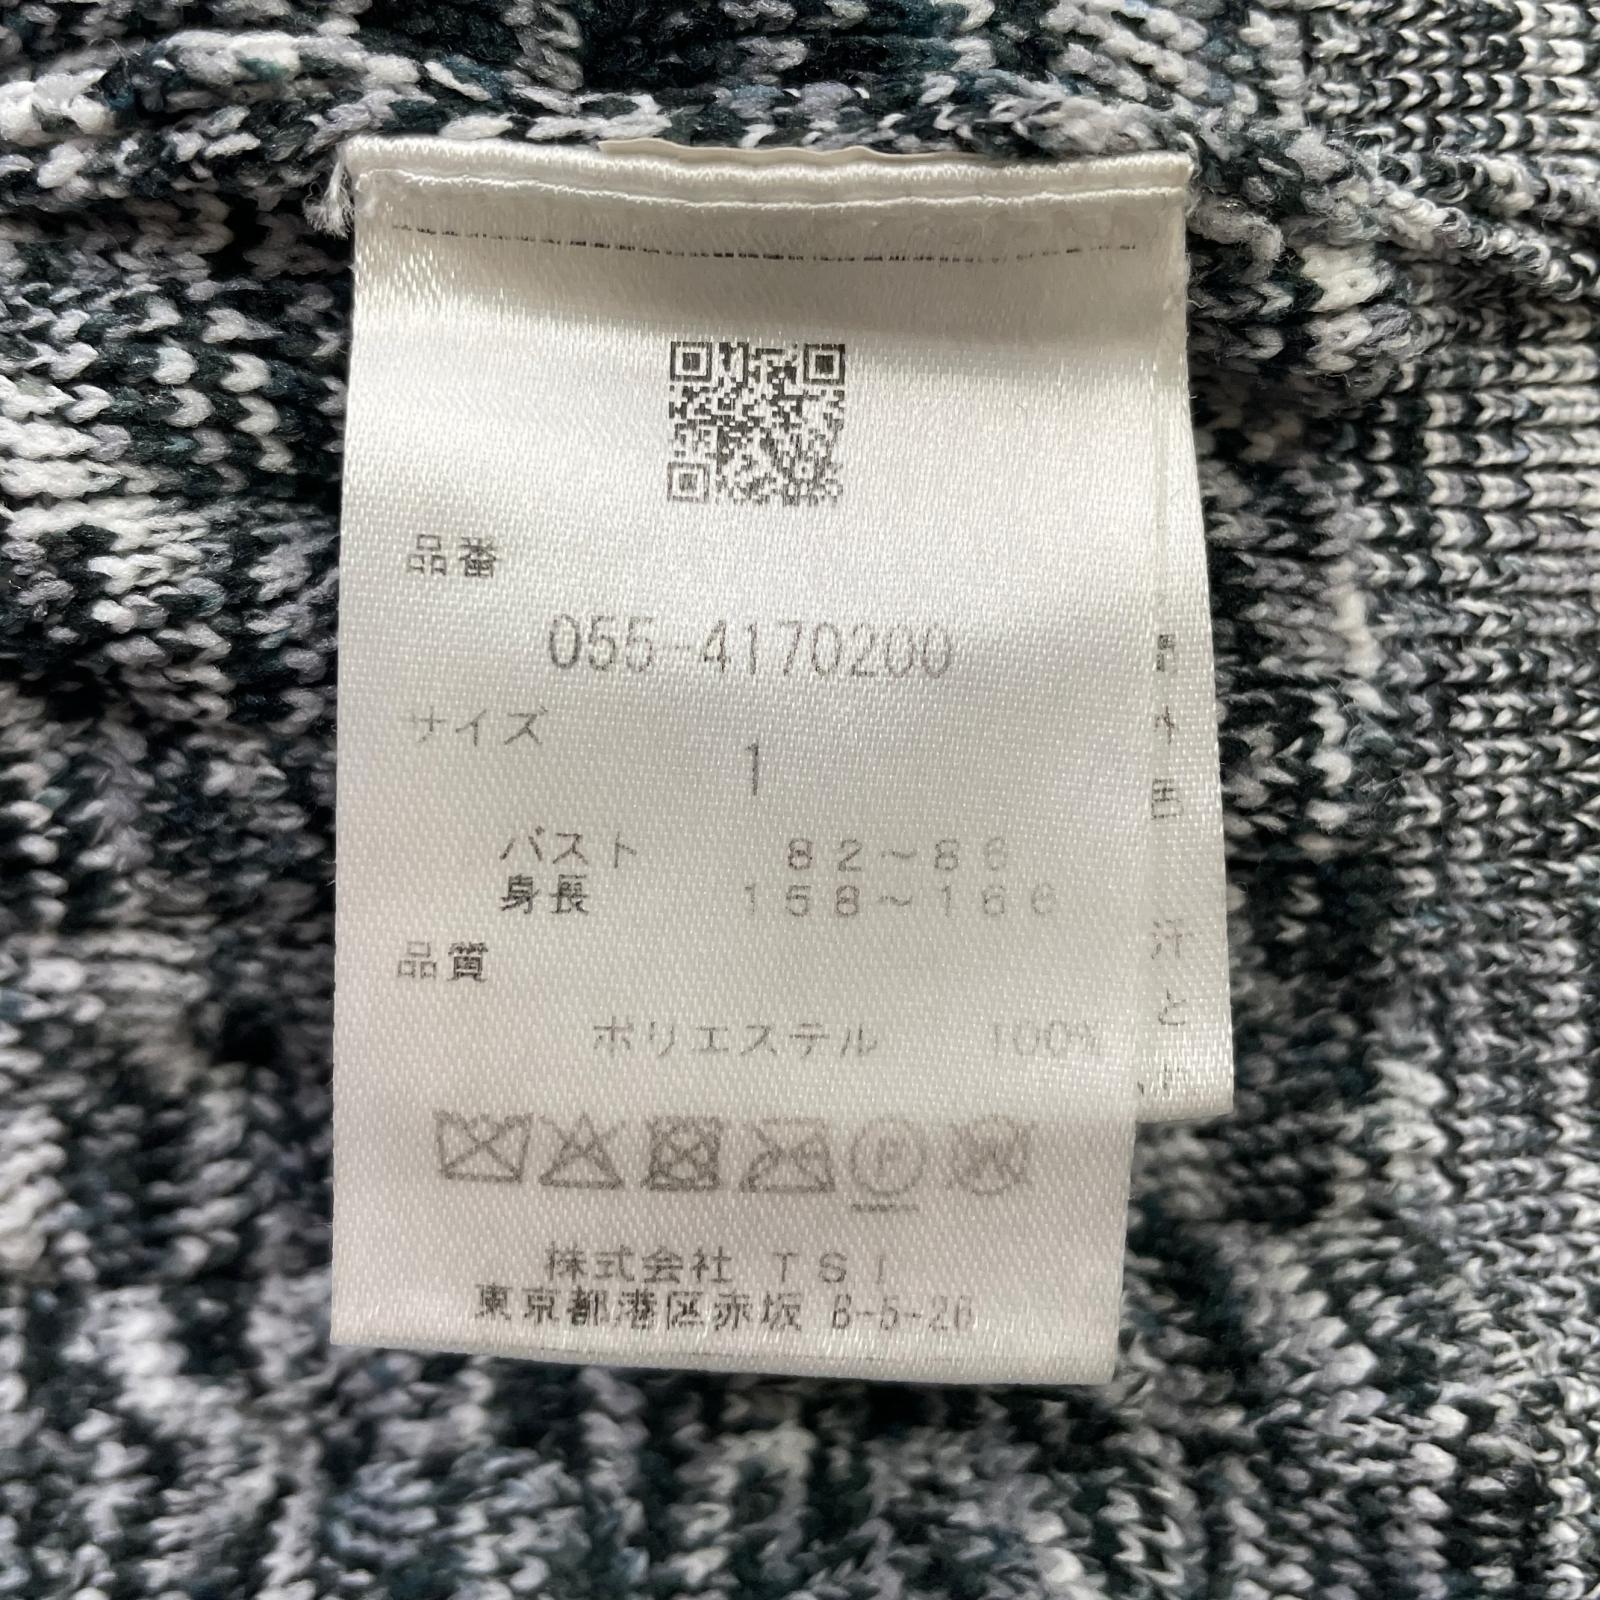 品番
055-4170200
サイズ
1
バスト 82~86
身長 158~166
品質
ポリエステル 100%
P
株式会社 TSI
東京都港区赤坂 8-5-26
汗
と